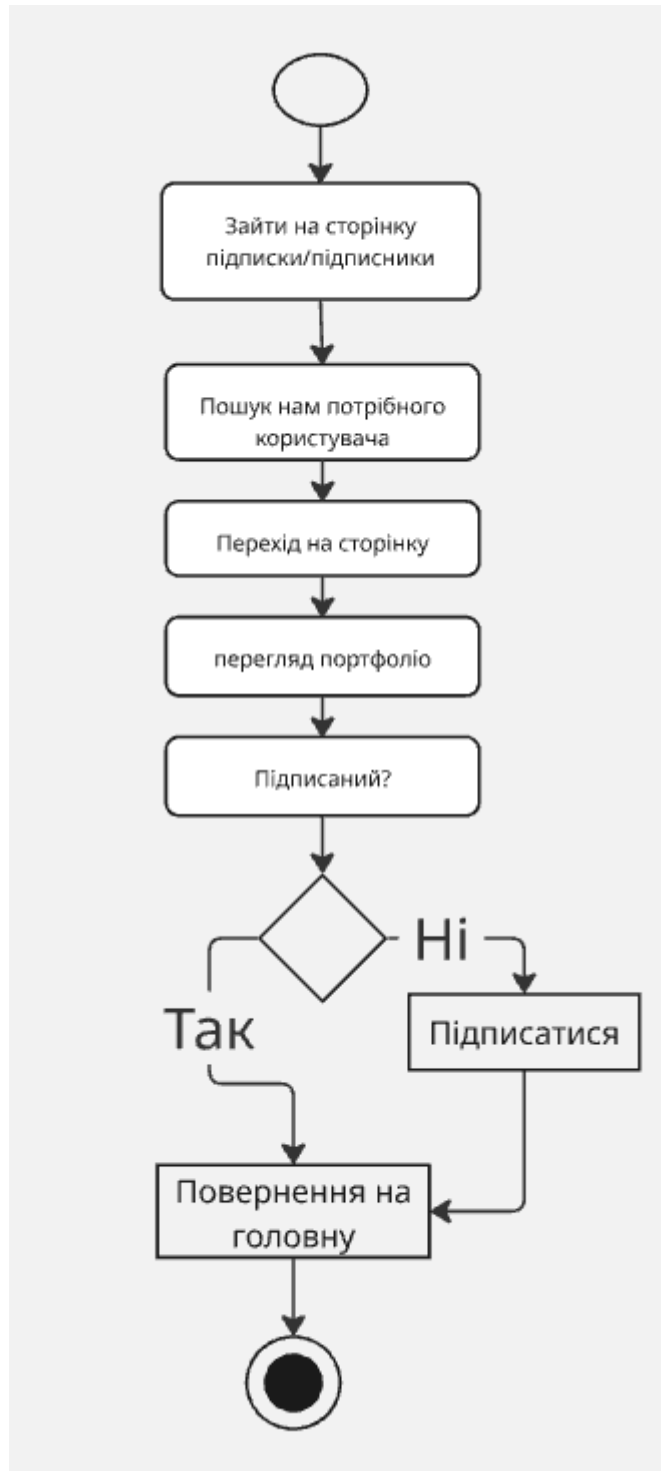 Зайти на сторінку
підписки/підписники
Пошук нам потрібного
користувача
Перехід на сторінку
перегляд портфоліо
Підписаний?
Ні
Так
Підписатися
Повернення на
головну